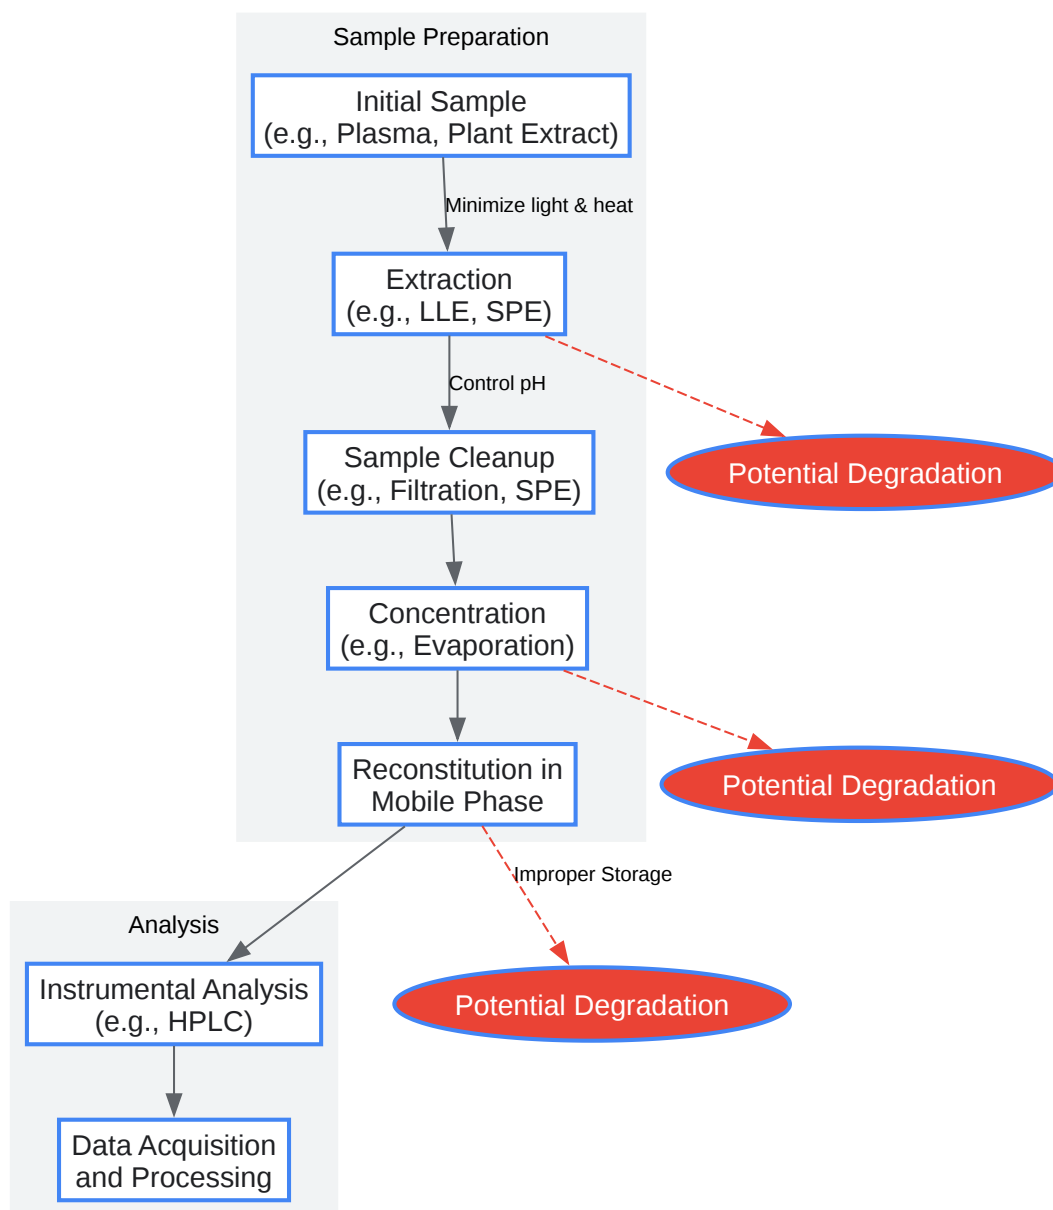 Sample Preparation
Initial Sample
(e.g., Plasma, Plant Extract)
Minimize light & heat
Extraction
(e.g., LLE, SPE)
Control pH
Sample Cleanup
(e.g., Filtration, SPE)
Potential Degradation
Concentration
(e.g., Evaporation)
Reconstitution in
Mobile Phase
Potential Degradation
Improper Storage
Analysis
Instrumental Analysis
(e.g., HPLC)
Potential Degradation
Data Acquisition
and Processing